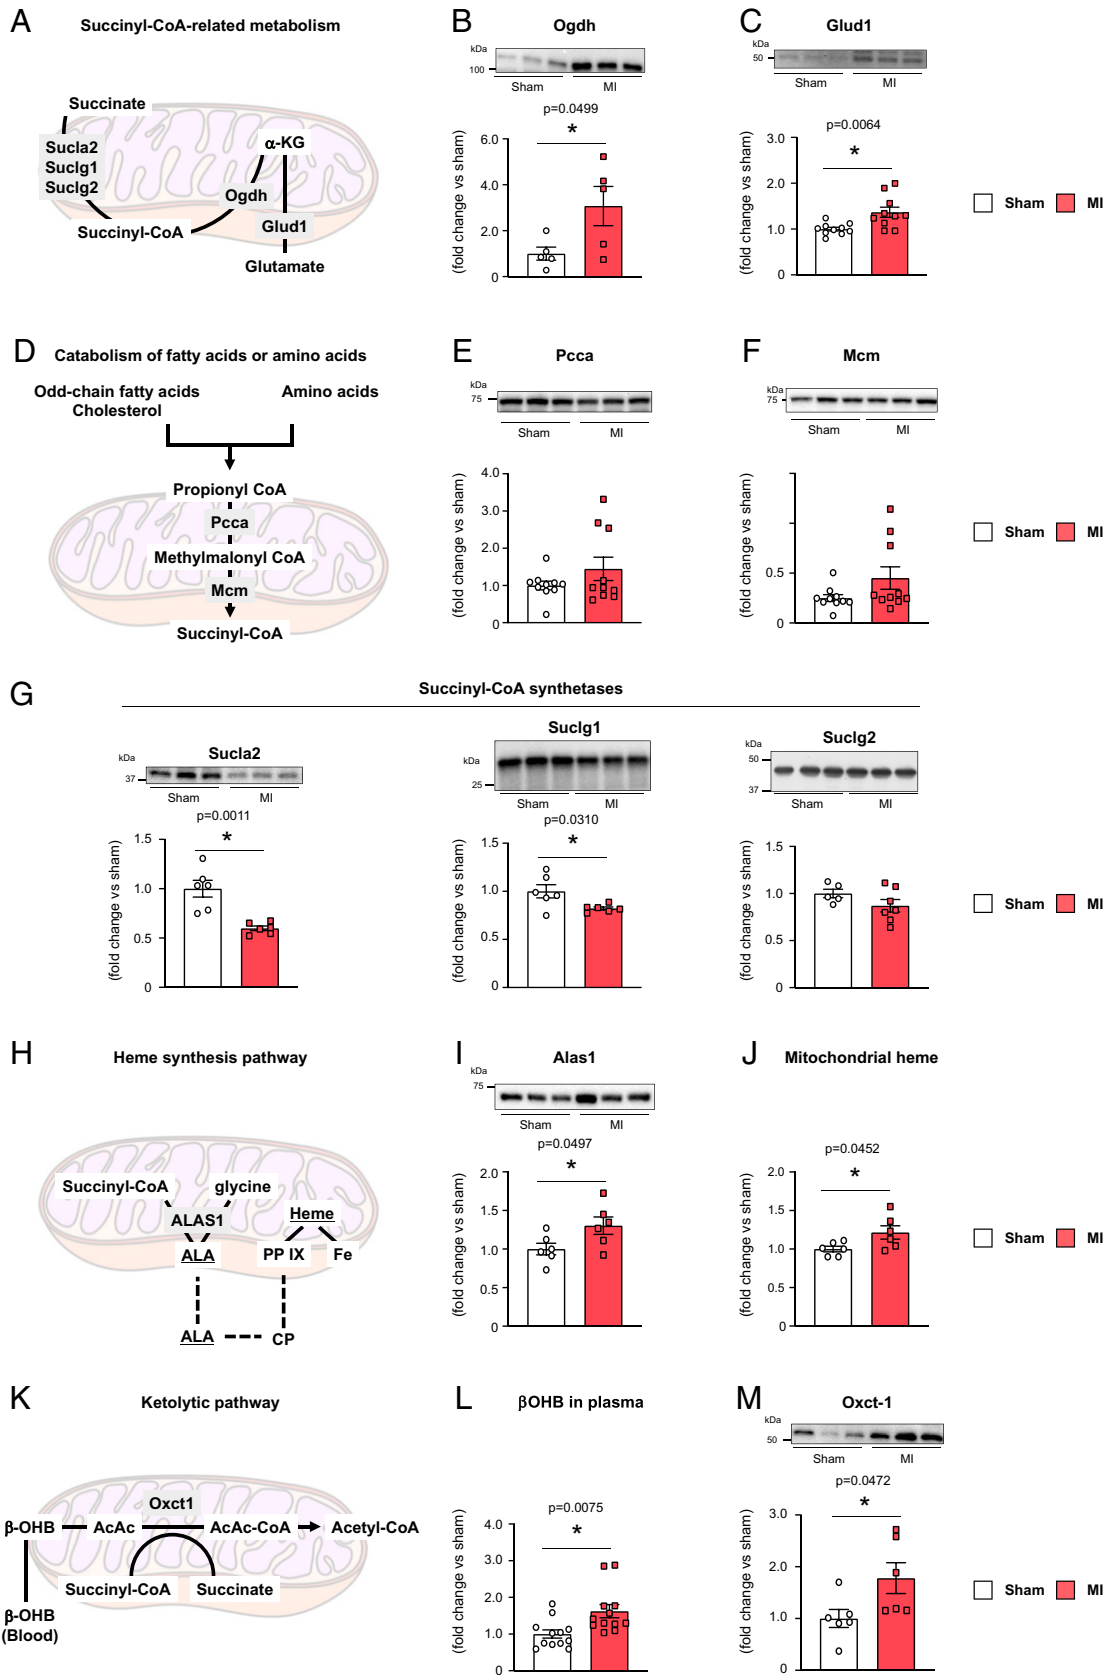 A
Succinyl-CoA-related metabolism
Succinate
Sucla2
Suclg1
Suclg2
Succinyl-CoA
α-KG
Ogdh
Glud1
Glutamate
B
Ogdh
kDa
100
Sham
MI
p=0.0499
*
(fold change vs sham)
6.0
4.0
2.0
0
C
Glud1
kDa
50
Sham
MI
p=0.0064
*
(fold change vs sham)
3.0
2.0
1.0
0
Sham
MI
D
Catabolism of fatty acids or amino acids
Odd-chain fatty acids
Cholesterol
Amino acids
Propionyl CoA
Pcca
Methylmalonyl CoA
Mcm
Succinyl-CoA
E
Pcca
kDa
75
Sham
MI
(fold change vs sham)
4.0
3.0
2.0
1.0
0
F
Mcm
kDa
75
Sham
MI
(fold change vs sham)
0.5
0
Sham
MI
G
Succinyl-CoA synthetases
Sucla2
kDa
37
Sham
MI
p=0.0011
*
(fold change vs sham)
1.5
1.0
0.5
0
Suclg1
kDa
25
Sham
MI
p=0.0310
*
(fold change vs sham)
1.5
1.0
0.5
0
Suclg2
kDa
50
37
Sham
MI
(fold change vs sham)
1.5
1.0
1.5
0
Sham
MI
H
Heme synthesis pathway
Succinyl-CoA
glycine
ALAS1
Heme
ALA
PP IX
Fe
ALA
CP
I
Alas1
kDa
75
Sham
MI
p=0.0497
*
(fold change vs sham)
2.0
1.5
1.0
0.5
0
J
Mitochondrial heme
p=0.0452
*
(fold change vs sham)
2.0
1.5
1.0
0.5
0
Sham
MI
K
Ketolytic pathway
Oxct1
β-OHB
AcAc
AcAc-CoA
Acetyl-CoA
Succinyl-CoA
Succinate
β-OHB
(Blood)
L
βOHB in plasma
p=0.0075
*
(fold change vs sham)
4.0
3.0
2.0
1.0
0
M
Oxct-1
kDa
50
Sham
MI
p=0.0472
*
(fold change vs sham)
3.0
2.0
1.0
0
Sham
MI